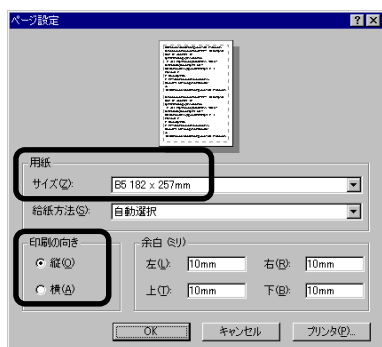 ページ設定
用紙
サイズ(Z):
B5 182 x 257mm
給紙方法(S):
自動選択
印刷の向き
縦(O)
横(A)
余白 (ミリ)
左(L): 10mm 右(R): 10mm
上(T): 10mm 下(B): 10mm
OK キャンセル プリンタ(P)...